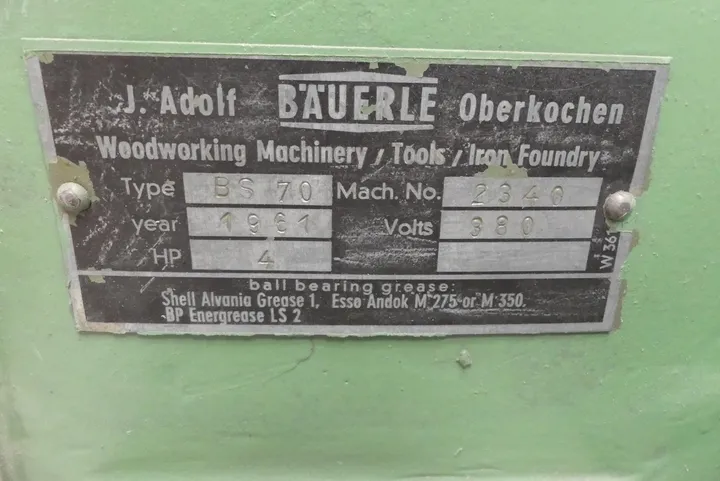 J. Adolf BÄUERLE Oberkochen
Woodworking Machinery / Tools / Iron Foundry
Type BS 70 Mach. No. 2340
year 1961 Volts 380
HP 4
W 36
ball bearing grease:
Shell Alvania Grease 1, Esso Andok M 275 or M 350,
BP Energrease LS 2